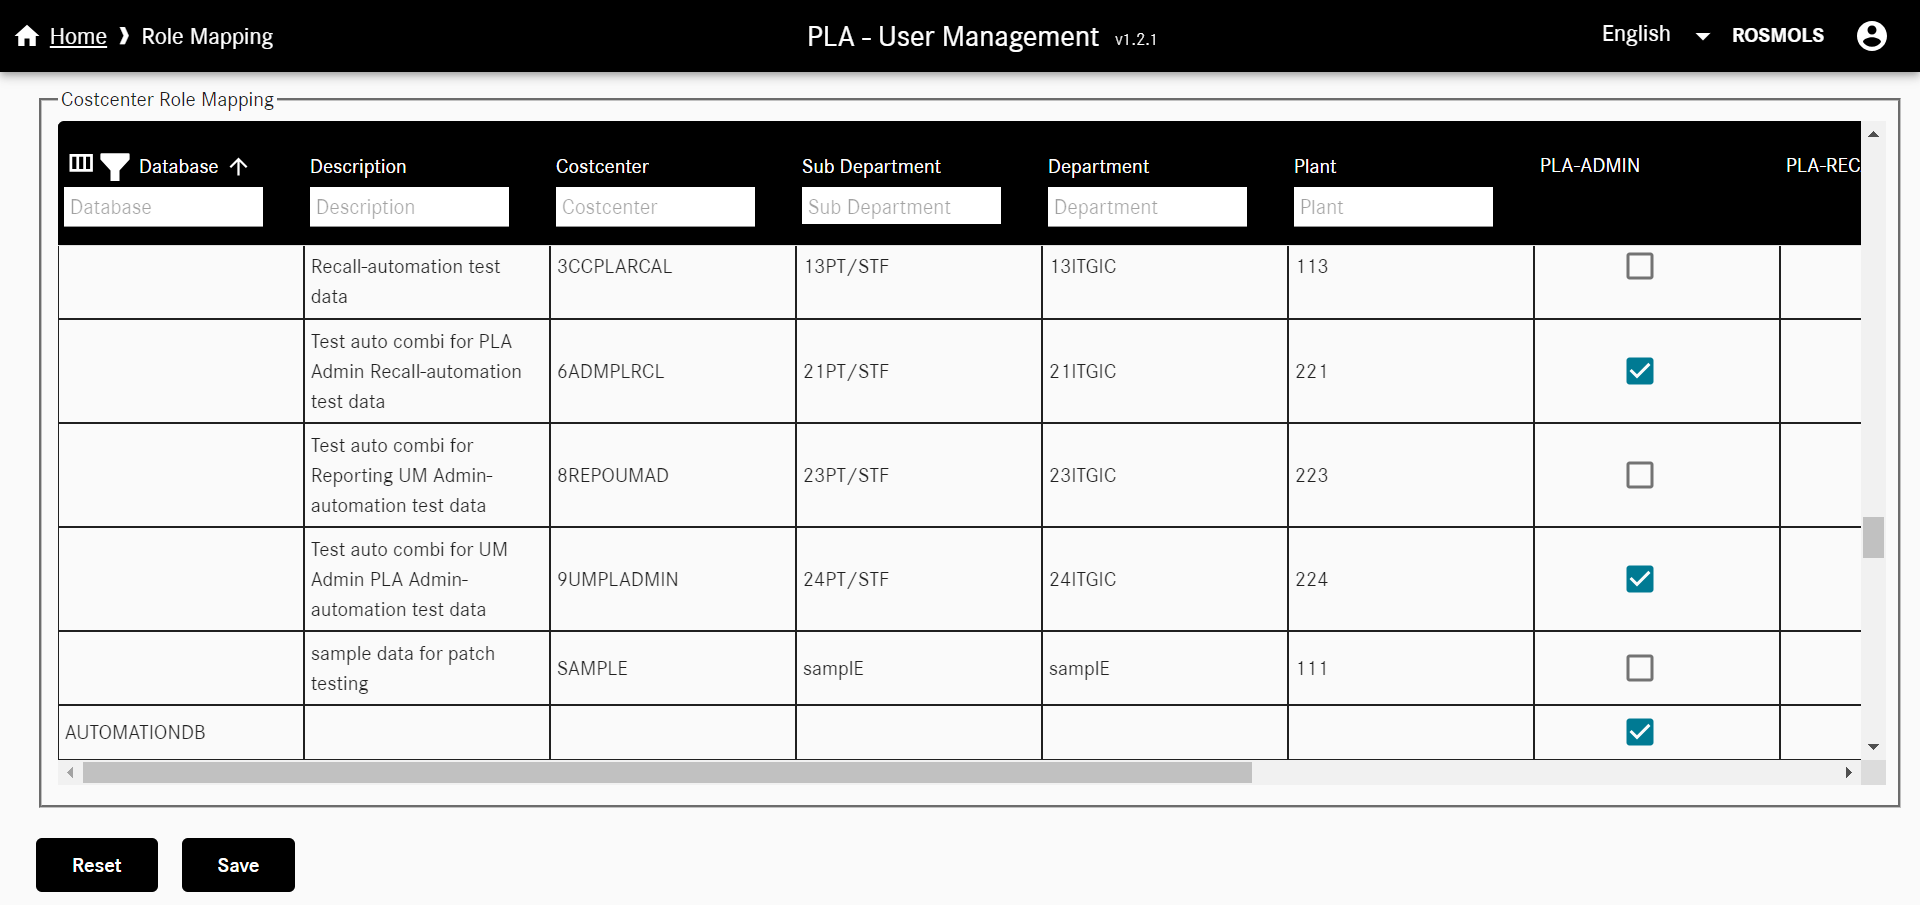 Home ❱ Role Mapping
PLA - User Management v1.2.1
English
ROSMOLS
Costcenter Role Mapping
Database Description Costcenter Sub Department Department Plant PLA-ADMIN PLA-REC
Database Description Costcenter Sub Department Department Plant
Recall-automation test
data
3CCPLARCAL
13PT/STF
13ITGIC
113
Test auto combi for PLA
Admin Recall-automation
test data
6ADMPLRCL
21PT/STF
21ITGIC
221
Test auto combi for
Reporting UM Admin-
automation test data
8REPOUMAD
23PT/STF
23ITGIC
223
Test auto combi for UM
Admin PLA Admin-
automation test data
9UMPLADMIN
24PT/STF
24ITGIC
224
sample data for patch
testing
SAMPLE
samplE
samplE
111
AUTOMATIONDB
Reset
Save